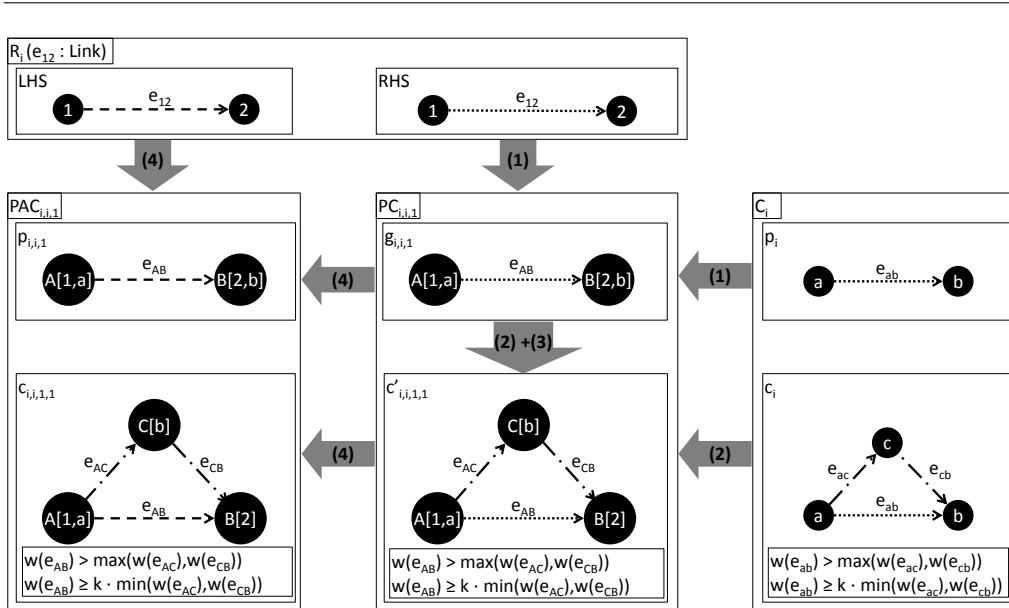 R_i (e_12 : Link)
LHS
RHS
1 e_12 2
1 e_12 2
(4)
(1)
PAC_i,i,1
PC_i,i,1
C_i
p_i,i,1
g_i,i,1
p_i
A[1,a] e_AB B[2,b]
(4)
A[1,a] e_AB B[2,b]
(1)
a e_ab b
(2) +(3)
c_i,i,1,1
c'_i,i,1,1
c_i
C[b]
e_AC e_CB
A[1,a] e_AB B[2]
(4)
C[b]
e_AC e_CB
A[1,a] e_AB B[2]
(2)
c
e_ac e_cb
a e_ab b
w(e_AB) > max(w(e_AC),w(e_CB))
w(e_AB) ≥ k · min(w(e_AC),w(e_CB))
w(e_AB) > max(w(e_AC),w(e_CB))
w(e_AB) ≥ k · min(w(e_AC),w(e_CB))
w(e_ab) > max(w(e_ac),w(e_cb))
w(e_ab) ≥ k · min(w(e_ac),w(e_cb))